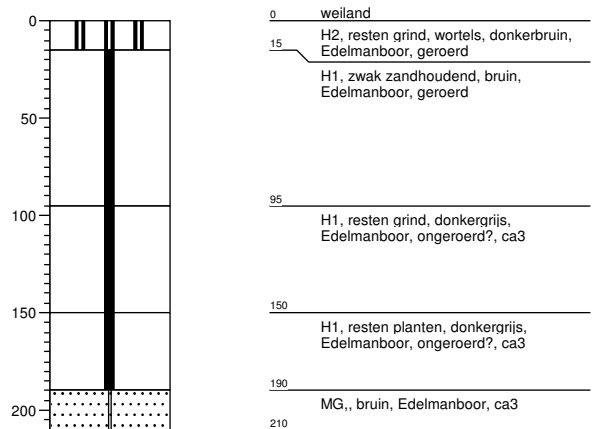 0
50
100
150
200
0 weiland
H2, resten grind, wortels, donkerbruin,
Edelmanboor, geroerd
15
H1, zwak zandhoudend, bruin,
Edelmanboor, geroerd
95
H1, resten grind, donkergrijs,
Edelmanboor, ongeroerd?, ca3
150
H1, resten planten, donkergrijs,
Edelmanboor, ongeroerd?, ca3
190
MG,, bruin, Edelmanboor, ca3
210